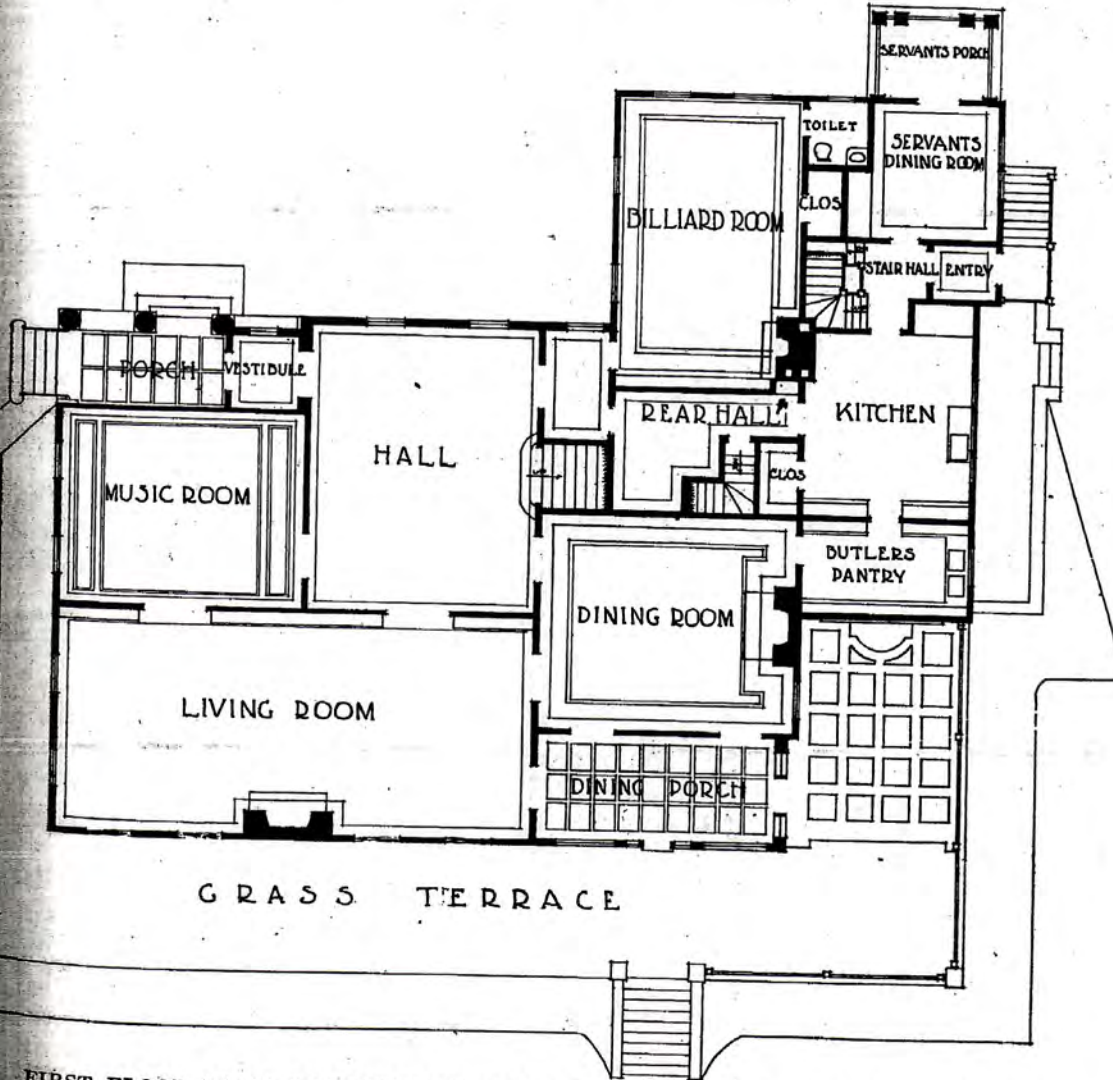 SERVANTS PORCH
TOILET
SERVANTS
DINING ROOM
BILLIARD ROOM
CLOS
STAIR HALL
ENTRY
PORCH
VESTIBULE
HALL
REAR HALL
KITCHEN
MUSIC ROOM
CLOS
BUTLERS
PANTRY
DINING ROOM
LIVING ROOM
DINING PORCH
GRASS TERRACE
FIRST